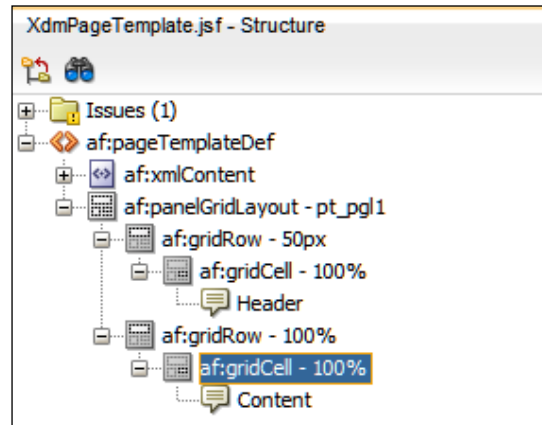 XdmPageTemplate.jsf - Structure
Issues (1)
af:pageTemplateDef
af:xmlContent
af:panelGridLayout - pt_pgl1
af:gridRow - 50px
af:gridCell - 100%
Header
af:gridRow - 100%
af:gridCell - 100%
Content